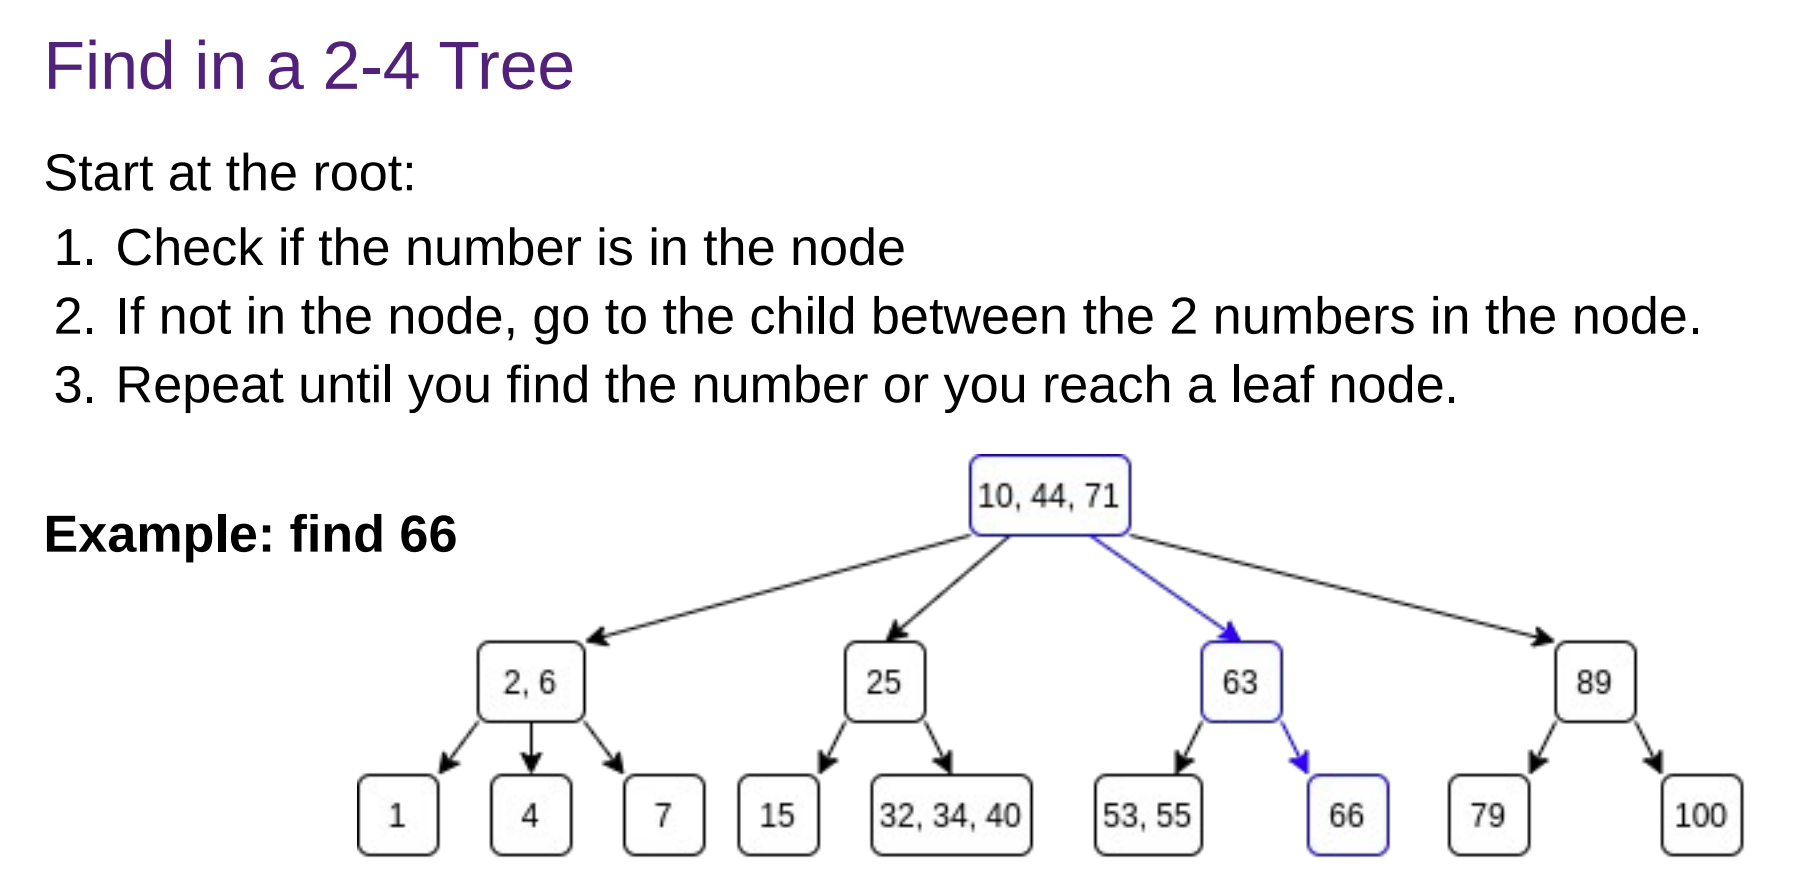 Find in a 2-4 Tree
Start at the root:
1. Check if the number is in the node
2. If not in the node, go to the child between the 2 numbers in the node.
3. Repeat until you find the number or you reach a leaf node.
Example: find 66
10, 44, 71
2, 6
25
63
89
1
4
7
15
32, 34, 40
53, 55
66
79
100